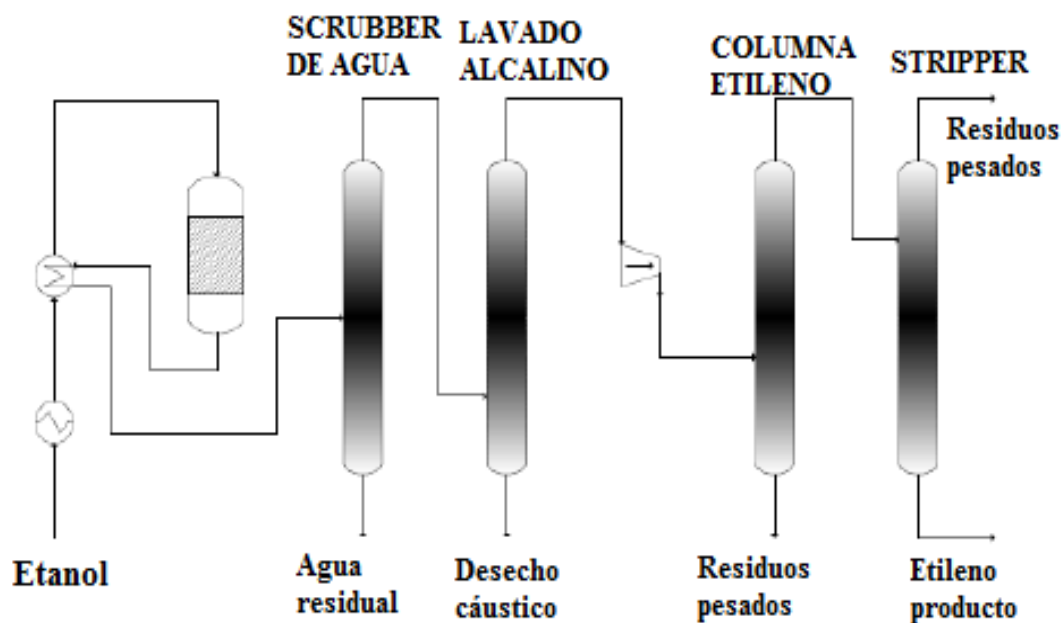 SCRUBBER
DE AGUA
LAVADO
ALCALINO
COLUMNA
ETILENO
STRIPPER
Residuos
pesados
Etanol
Agua
residual
Desecho
cáustico
Residuos
pesados
Etileno
producto